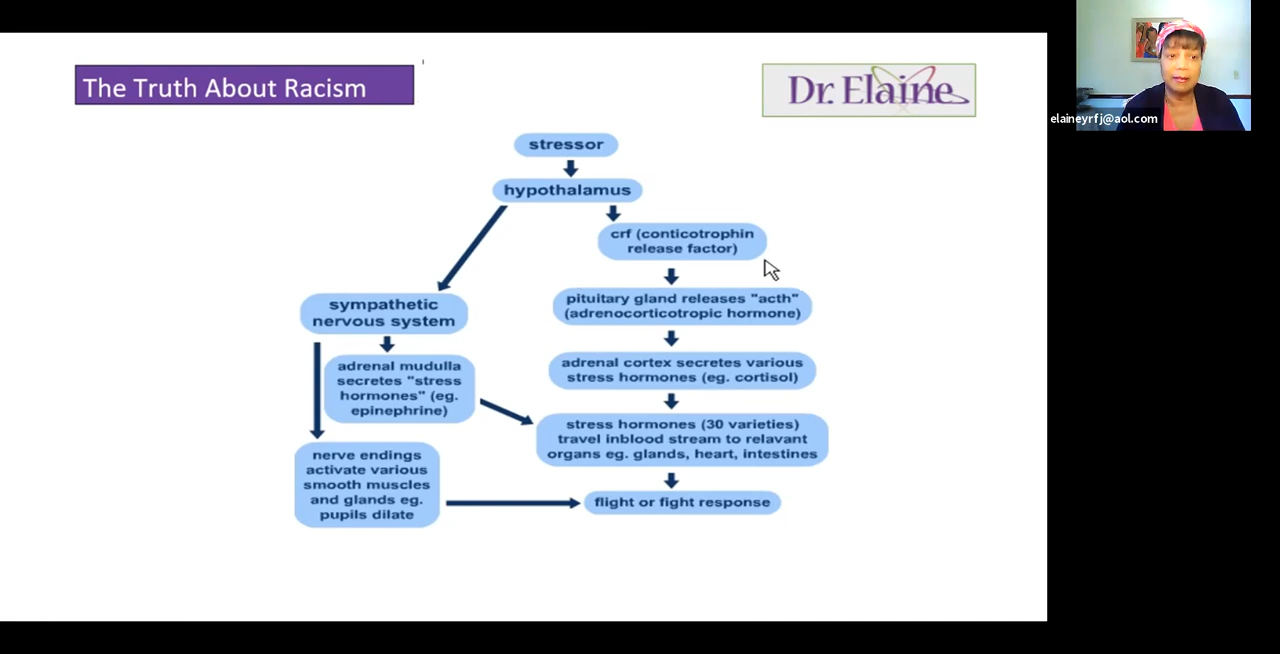 The Truth About Racism
Dr. Elaine
elaineyrfj@aol.com
stressor
hypothalamus
crf (conticotrophin
release factor)
sympathetic
nervous system
pituitary gland releases "acth"
(adrenocorticotropic hormone)
adrenal mudulla
secretes "stress
hormones" (eg.
epinephrine)
adrenal cortex secretes various
stress hormones (eg. cortisol)
stress hormones (30 varieties)
travel inblood stream to relavant
organs eg. glands, heart, intestines
nerve endings
activate various
smooth muscles
and glands eg.
pupils dilate
flight or fight response